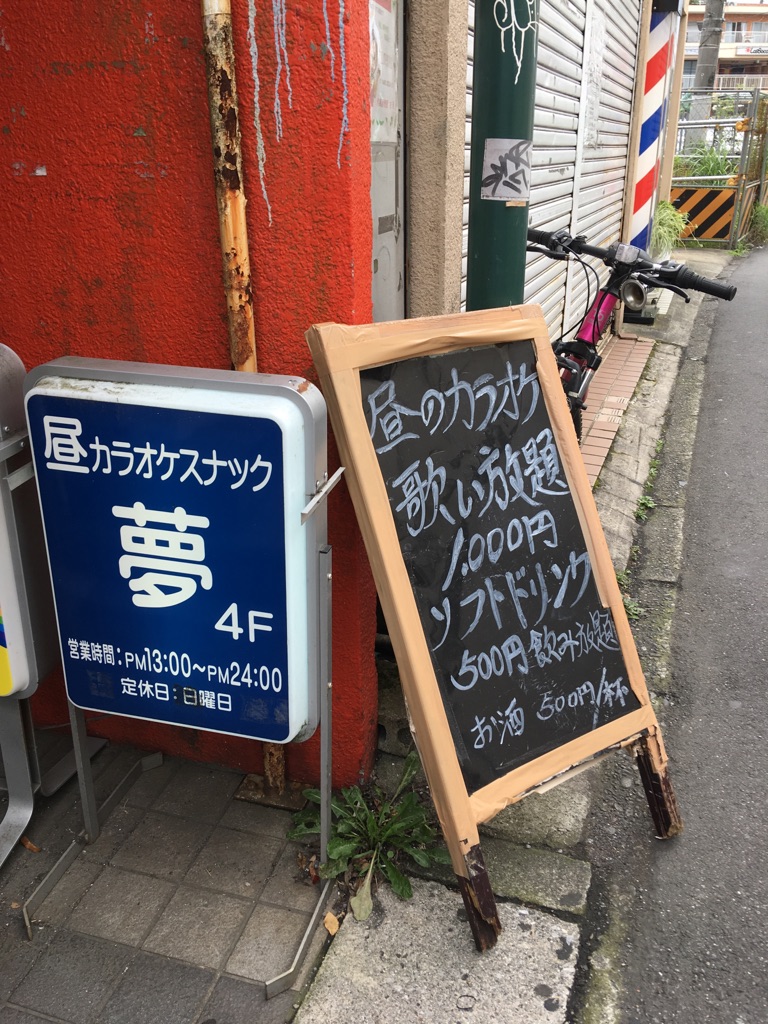 昼カラオケスナック
夢
4F
営業時間:PM13:00〜PM24:00
定休日:日曜日
昼のカラオケ
歌い放題
1.000円
ソフトドリンク
500円飲み放題
お酒 500円/杯